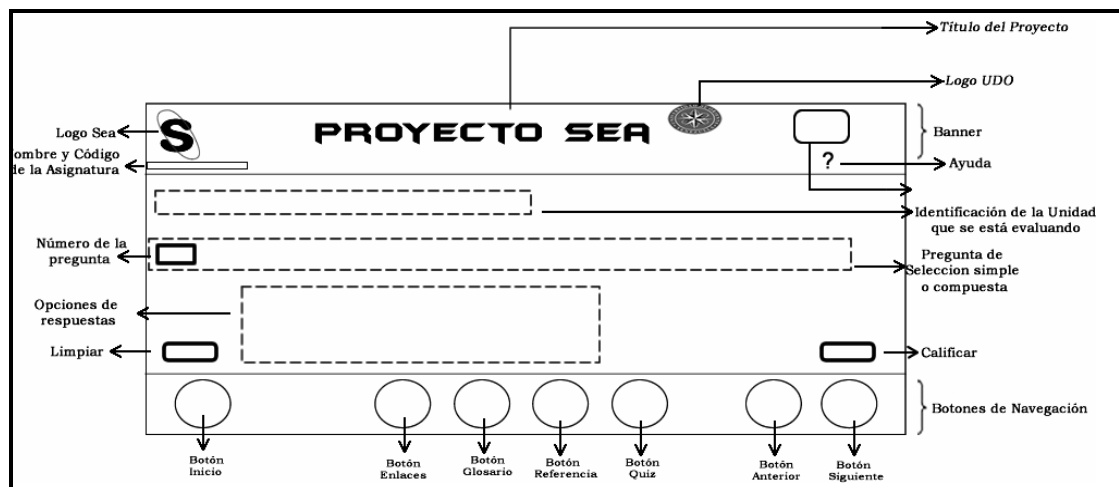 Título del Proyecto
Logo UDO
Logo Sea
S
PROYECTO SEA
Banner
ombre y Código
de la Asignatura
?
Ayuda
Identificación de la Unidad
que se está evaluando
Número de la
pregunta
Pregunta de
Seleccion simple
o compuesta
Opciones de
respuestas
Limpiar
Calificar
Botones de Navegación
Botón
Inicio
Botón
Enlaces
Botón
Glosario
Botón
Referencia
Botón
Quiz
Botón
Anterior
Botón
Siguiente